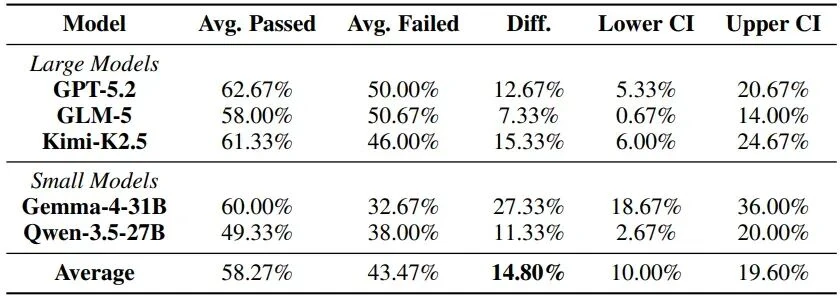 Model Avg. Passed Avg. Failed Diff. Lower CI Upper CI
Large Models
GPT-5.2 62.67% 50.00% 12.67% 5.33% 20.67%
GLM-5 58.00% 50.67% 7.33% 0.67% 14.00%
Kimi-K2.5 61.33% 46.00% 15.33% 6.00% 24.67%
Small Models
Gemma-4-31B 60.00% 32.67% 27.33% 18.67% 36.00%
Qwen-3.5-27B 49.33% 38.00% 11.33% 2.67% 20.00%
Average 58.27% 43.47% 14.80% 10.00% 19.60%